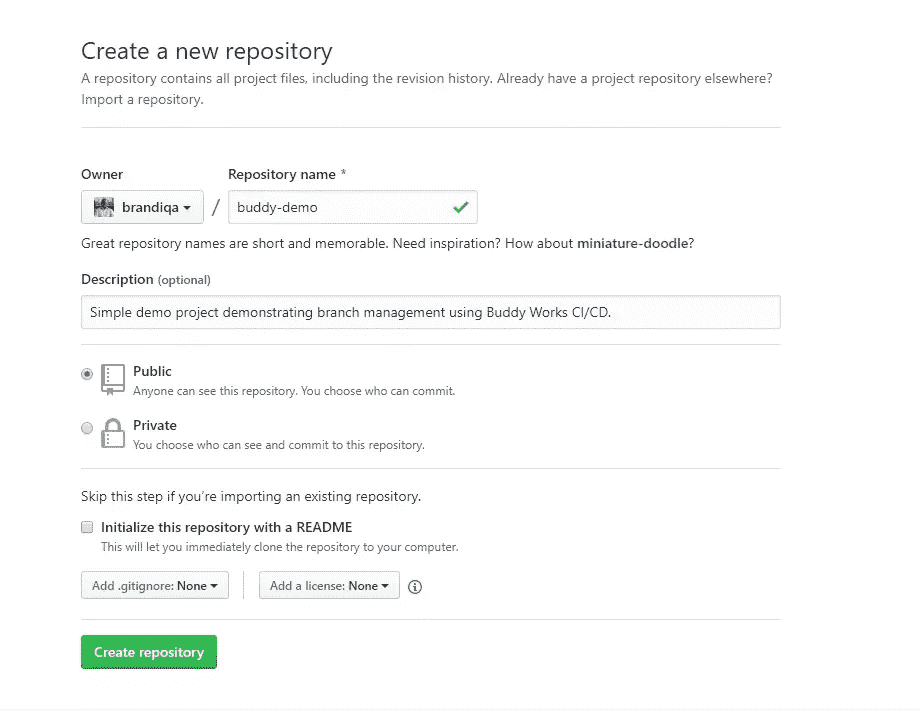 Create a new repository
A repository contains all project files, including the revision history. Already have a project repository elsewhere?
Import a repository.
Owner
Repository name *
brandiqa / buddy-demo
Great repository names are short and memorable. Need inspiration? How about miniature-doodle?
Description (optional)
Simple demo project demonstrating branch management using Buddy Works CI/CD.
Public
Anyone can see this repository. You choose who can commit.
Private
You choose who can see and commit to this repository.
Skip this step if you're importing an existing repository.
Initialize this repository with a README
This will let you immediately clone the repository to your computer.
Add .gitignore: None
Add a license: None
Create repository